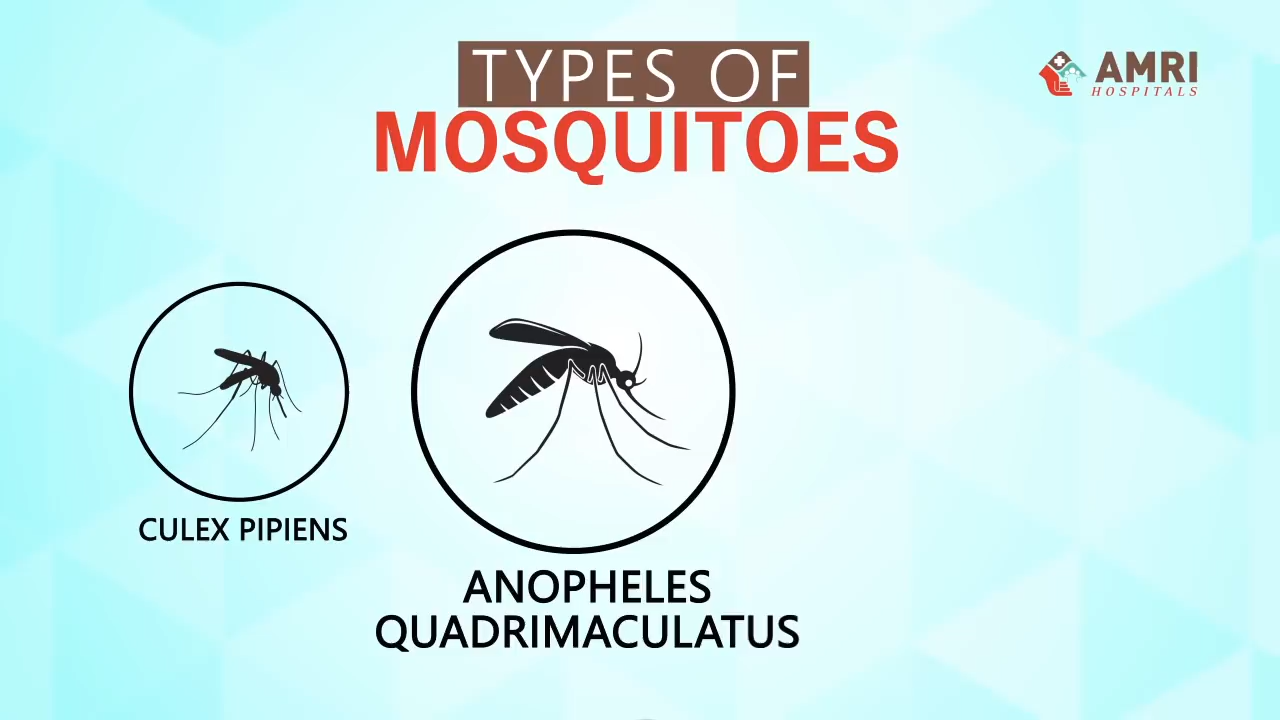 TYPES OF
MOSQUITOES
AMRI
HOSPITALS
CULEX PIPIENS
ANOPHELES
QUADRIMACULATUS